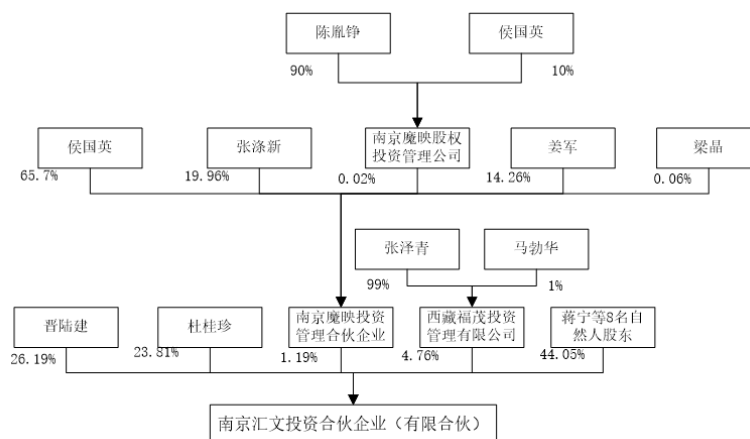 陈胤铮
侯国英
90%
10%
侯国英
张涤新
南京魔映股权
投资管理公司
姜军
梁晶
65.7%
19.96%
0.02%
14.26%
0.06%
张泽青
马勃华
99%
1%
晋陆建
杜桂珍
南京魔映投资
管理合伙企业
西藏福茂投资
管理有限公司
蒋宁等8名自
然人股东
26.19%
23.81%
1.19%
4.76%
44.05%
南京汇文投资合伙企业（有限合伙）